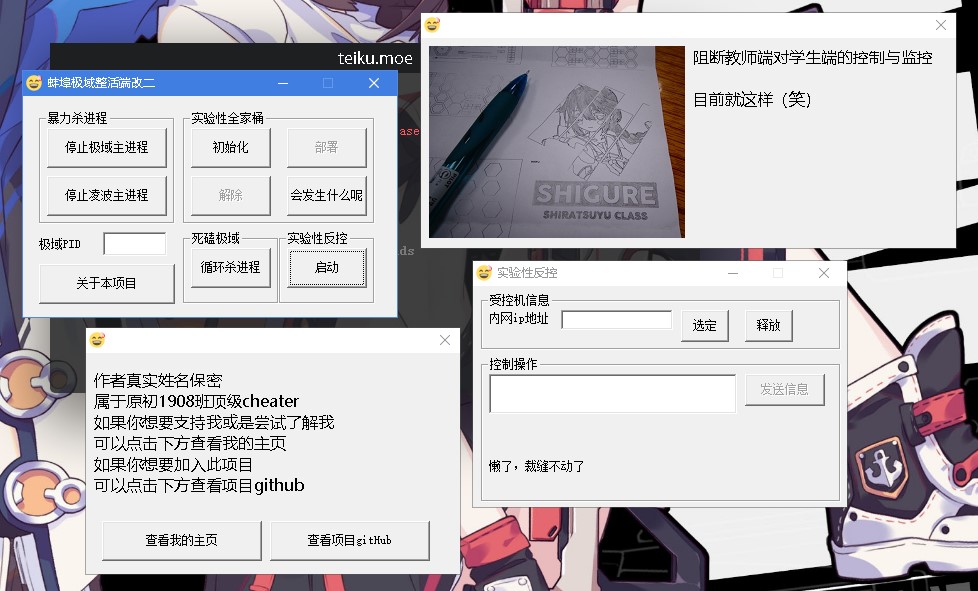 teiku.moe
蚌埠极域整活端改二
暴力杀进程
停止极域主进程
停止凌波主进程
极域PID
关于本项目
实验性全家桶
初始化
部署
解除
会发生什么呢
死磕极域
循环杀进程
实验性反控
启动
ase
ds
SHIGURE
SHIRATSUYU CLASS
阻断教师端对学生端的控制与监控
目前就这样（笑）
作者真实姓名保密
属于原初1908班顶级cheater
如果你想要支持我或是尝试了解我
可以点击下方查看我的主页
如果你想要加入此项目
可以点击下方查看项目github
查看我的主页
查看项目gitHub
实验性反控
受控机信息
内网ip地址
选定
释放
控制操作
发送信息
懒了，裁缝不动了